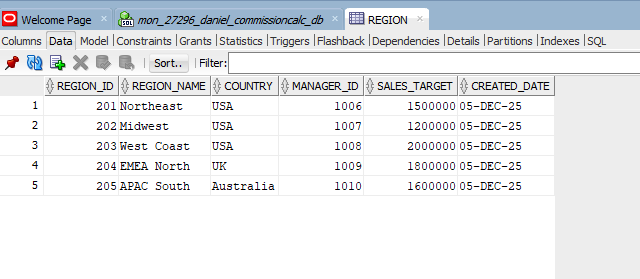 Welcome Page × mon_27296_daniel_commissioncalc_db × REGION ×
Columns Data Model Constraints Grants Statistics Triggers Flashback Dependencies Details Partitions Indexes SQL
Sort.. Filter:
REGION_ID REGION_NAME COUNTRY MANAGER_ID SALES_TARGET CREATED_DATE
1 201 Northeast USA 1006 1500000 05-DEC-25
2 202 Midwest USA 1007 1200000 05-DEC-25
3 203 West Coast USA 1008 2000000 05-DEC-25
4 204 EMEA North UK 1009 1800000 05-DEC-25
5 205 APAC South Australia 1010 1600000 05-DEC-25